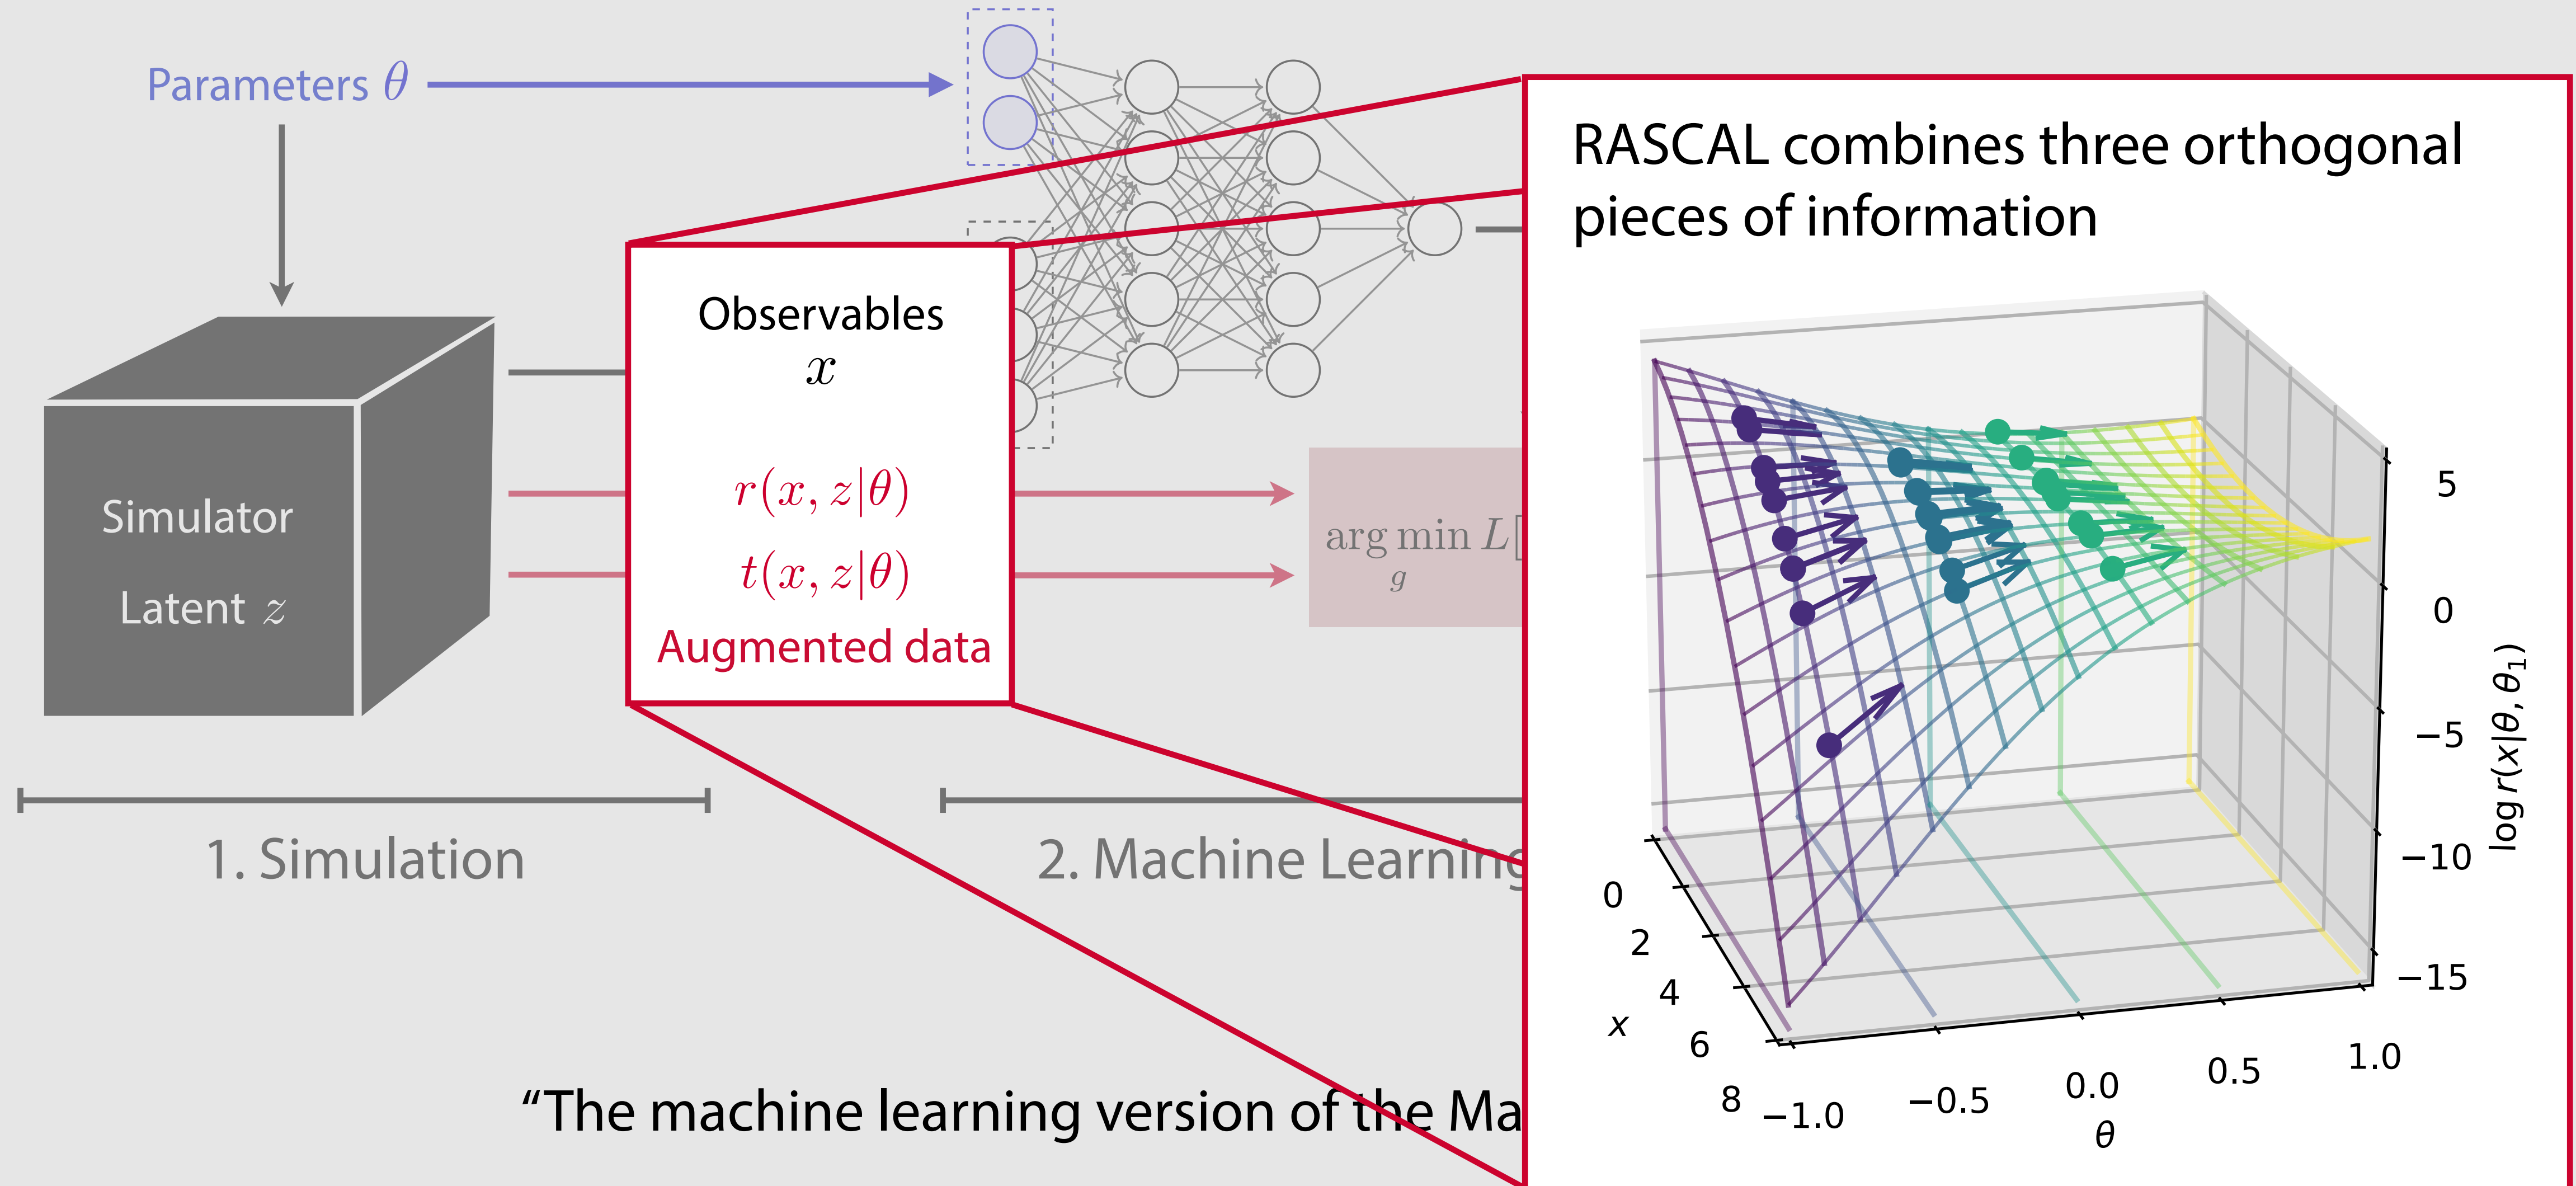 Parameters θ
Simulator
Latent z
Observables
x
r(x, z|θ)
t(x, z|θ)
Augmented data
arg min L[
g
1. Simulation
2. Machine Learning
“The machine learning version of the Ma
RASCAL combines three orthogonal
pieces of information
5
0
−5
−10
−15
log r(x|θ, θ₁)
0
2
4
6
8
x
−1.0
−0.5
0.0
0.5
1.0
θ